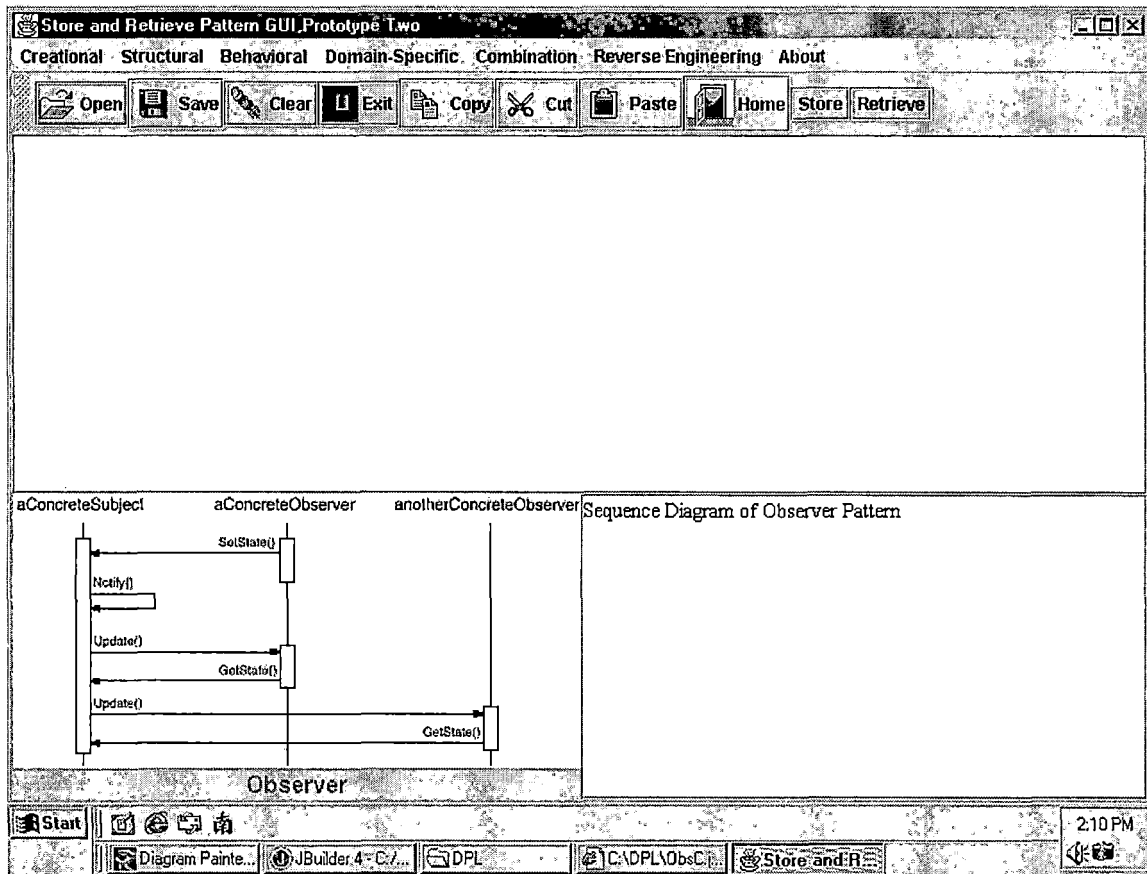 Store and Retrieve Pattern GUI,Prototype Two
Creational Structural Behavioral Domain-Specific Combination Reverse Engineering About
Open Save Clear Exit Copy Cut Paste Home Store Retrieve
aConcreteSubject aConcreteObserver anotherConcreteObserver
Sequence Diagram of Observer Pattern
SetState()
Notify()
Update()
GetState()
Update()
GetState()
Observer
Start 南 2:10 PM
Diagram Painte... JBuilder 4 - C:/... DPL C:\DPL\ObsC Store and R